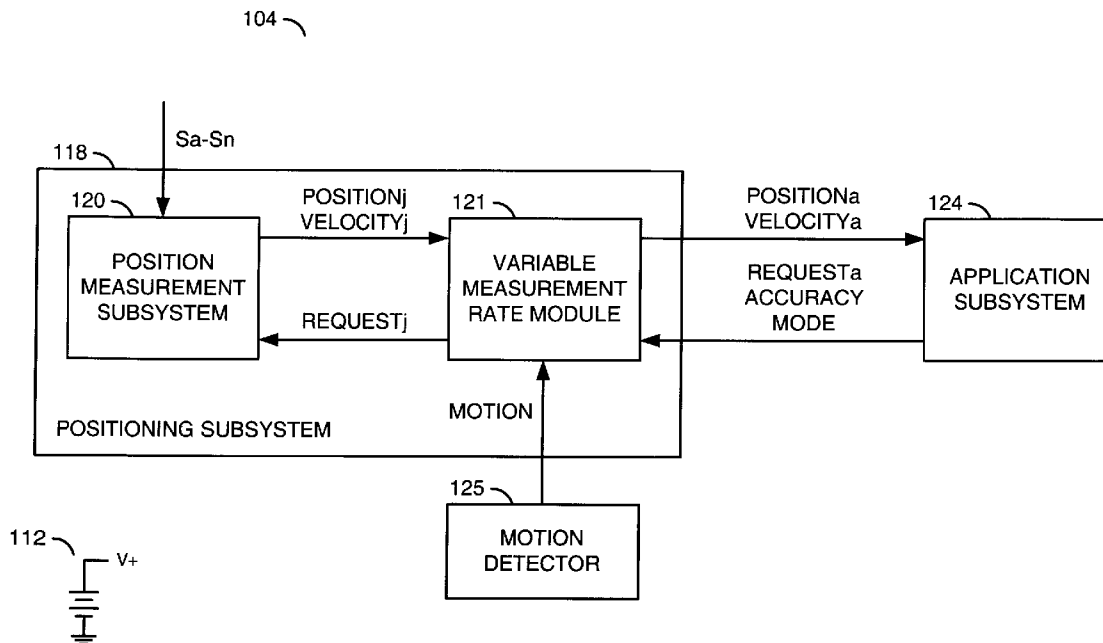 104
Sa-Sn
118
120
POSITIONj
VELOCITYj
121
POSITIONa
VELOCITYa
124
POSITION
MEASUREMENT
SUBSYSTEM
VARIABLE
MEASUREMENT
RATE MODULE
APPLICATION
SUBSYSTEM
REQUESTj
REQUESTa
ACCURACY
MODE
MOTION
POSITIONING SUBSYSTEM
125
MOTION
DETECTOR
112
V+